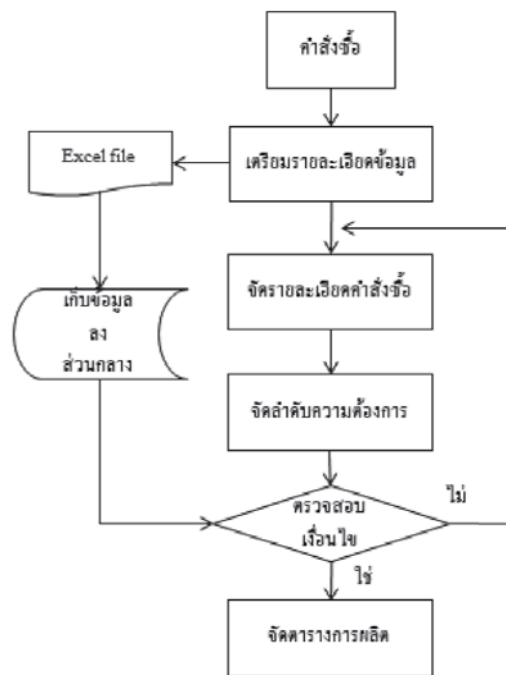 คำสั่งซื้อ
Excel file
เตรียมรายละเอียดข้อมูล
เก็บข้อมูล
ลง
ส่วนกลาง
จัดรายละเอียดคำสั่งซื้อ
จัดลำดับความต้องการ
ตรวจสอบ
เงื่อนไข
ไม่
ใช่
จัดตารางการผลิต